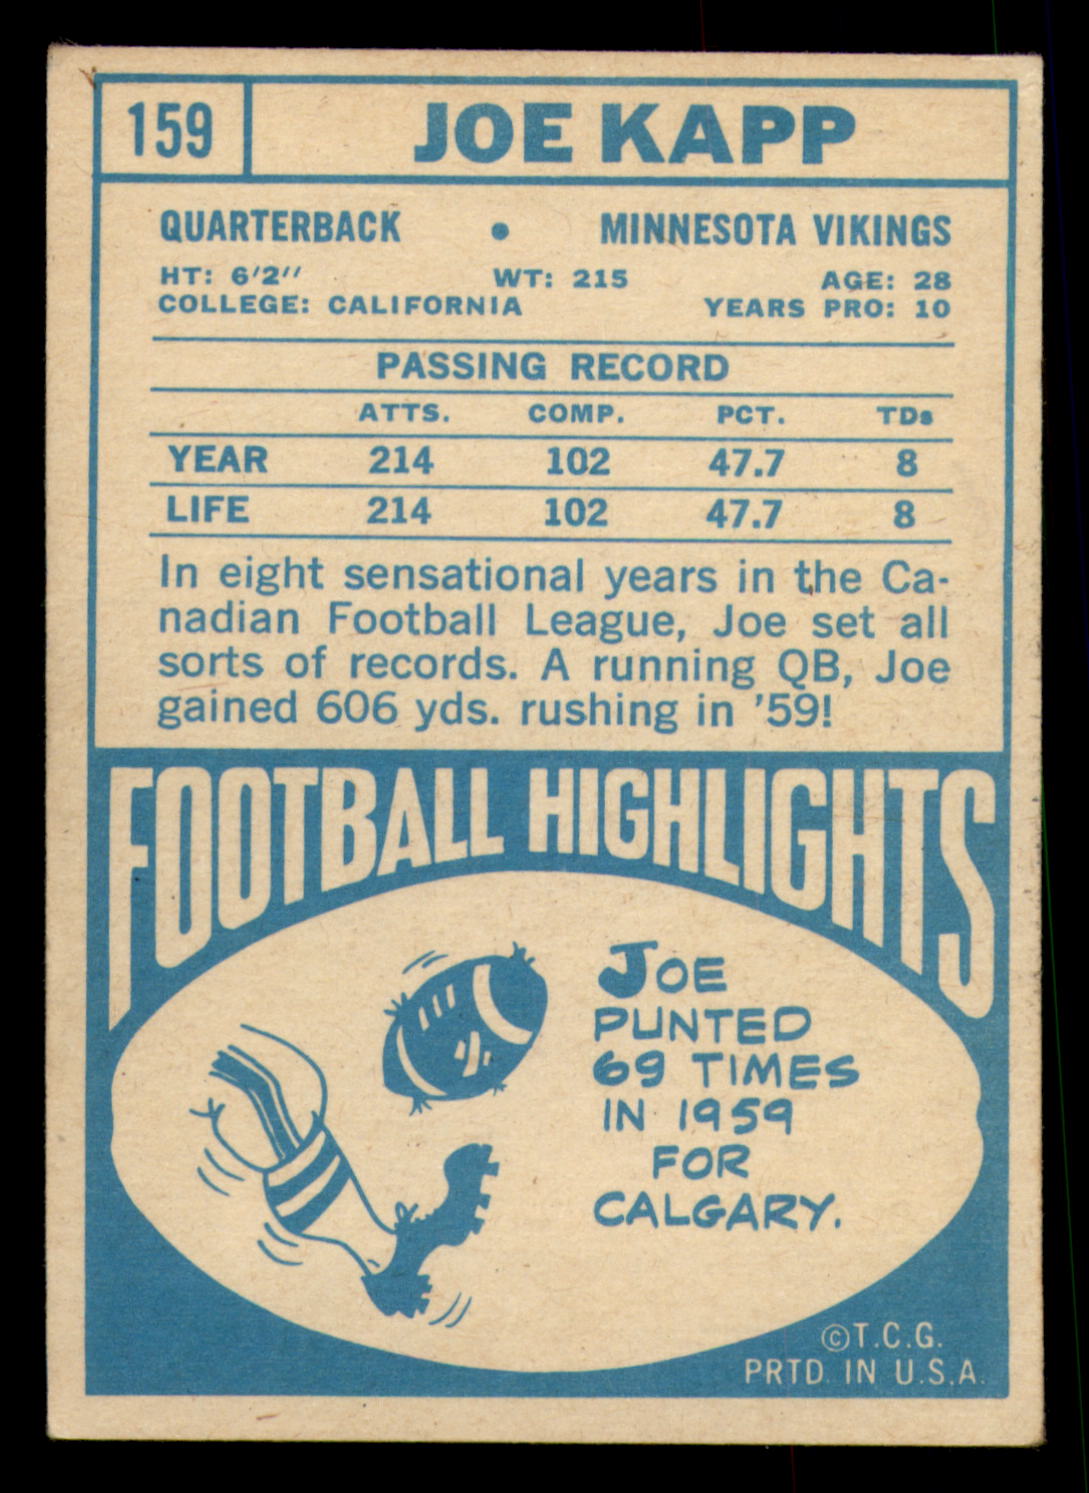 159 JOE KAPP
QUARTERBACK • MINNESOTA VIKINGS
HT: 6'2'' WT: 215 AGE: 28
COLLEGE: CALIFORNIA YEARS PRO: 10
PASSING RECORD
ATTS. COMP. PCT. TDs
YEAR 214 102 47.7 8
LIFE 214 102 47.7 8
In eight sensational years in the Ca-
nadian Football League, Joe set all
sorts of records. A running QB, Joe
gained 606 yds. rushing in '59!
FOOTBALL HIGHLIGHTS
JOE
PUNTED
69 TIMES
IN 1959
FOR
CALGARY.
©T.C.G.
PRTD. IN U.S.A.